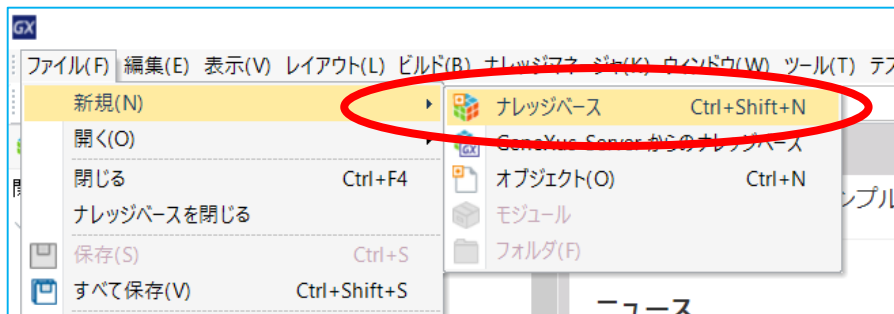 GX
ファイル(F) 編集(E) 表示(V) レイアウト(L) ビルド(B) ナレッジマネージャ(K) ウィンドウ(W) ツール(T) テス
新規(N)
ナレッジベース Ctrl+Shift+N
開く(O)
GeneXus Server からのナレッジベース
閉じる Ctrl+F4
オブジェクト(O) Ctrl+N
ンプル
ナレッジベースを閉じる
モジュール
保存(S) Ctrl+S
フォルダ(F)
すべて保存(V) Ctrl+Shift+S
ニュース